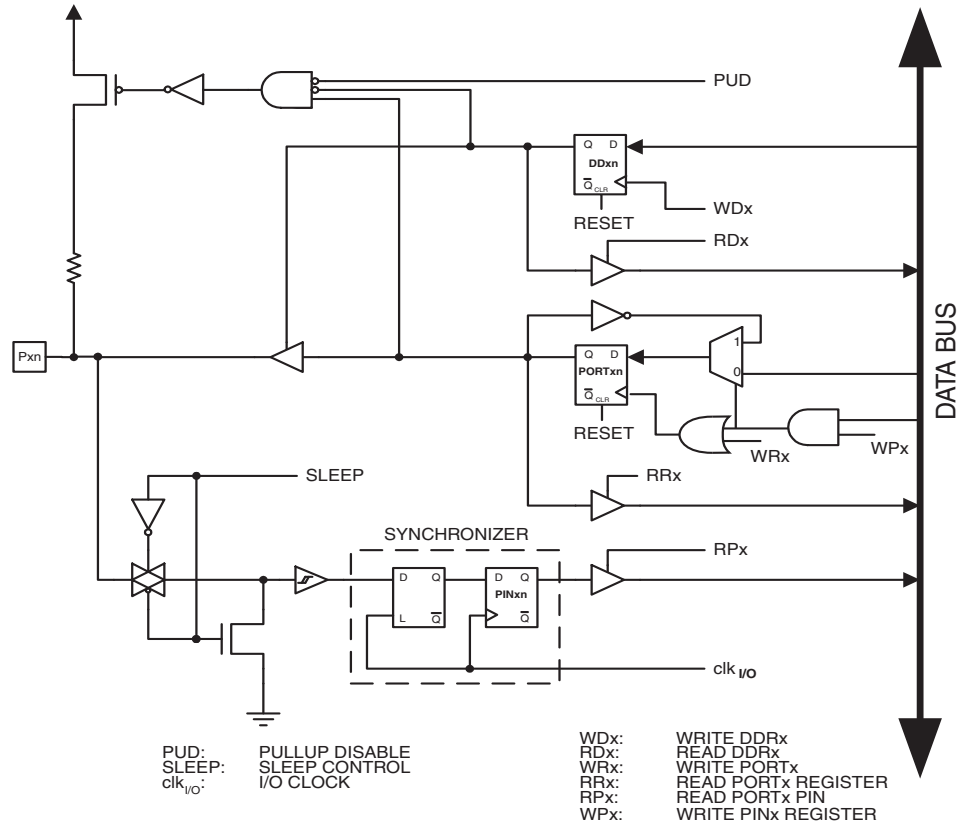 PUD
Q D
DDxn
Q CLR
WDx
RESET
RDx
Pxn
1
Q D
0
PORTxn
Q CLR
RESET
WRx
WPx
DATA BUS
SLEEP
RRx
SYNCHRONIZER
RPx
D Q
D Q
PINxn
L Q
Q
clk I/O
PUD: PULLUP DISABLE
SLEEP: SLEEP CONTROL
clkI/O: I/O CLOCK
WDx: WRITE DDRx
RDx: READ DDRx
WRx: WRITE PORTx
RRx: READ PORTx REGISTER
RPx: READ PORTx PIN
WPx: WRITE PINx REGISTER